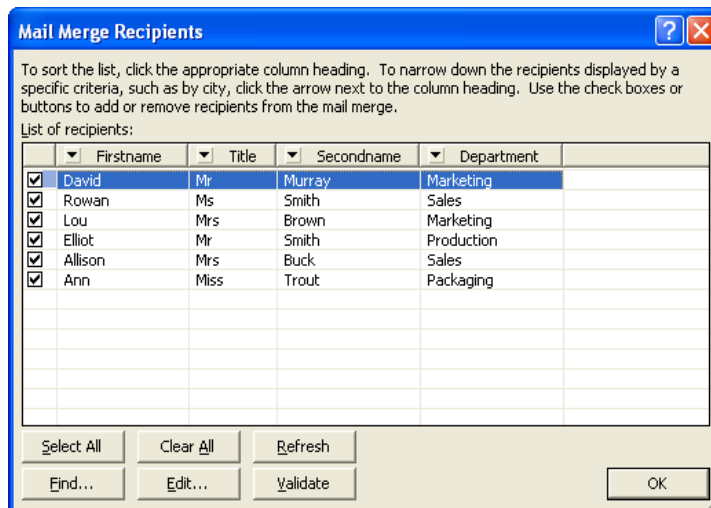 Mail Merge Recipients
To sort the list, click the appropriate column heading. To narrow down the recipients displayed by a
specific criteria, such as by city, click the arrow next to the column heading. Use the check boxes or
buttons to add or remove recipients from the mail merge.
List of recipients:
Firstname Title Secondname Department
David Mr Murray Marketing
Rowan Ms Smith Sales
Lou Mrs Brown Marketing
Elliot Mr Smith Production
Allison Mrs Buck Sales
Ann Miss Trout Packaging
Select All Clear All Refresh
Find... Edit... Validate OK